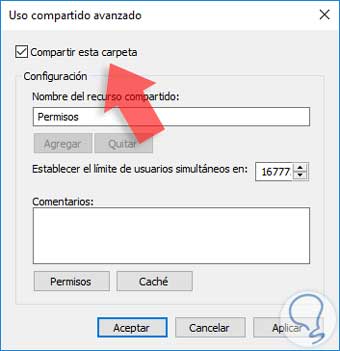 Uso compartido avanzado
Compartir esta carpeta
Configuración
Nombre del recurso compartido:
Permisos
Agregar Quitar
Establecer el límite de usuarios simultáneos en: 16777
Comentarios:
Permisos Caché
Aceptar Cancelar Aplicar